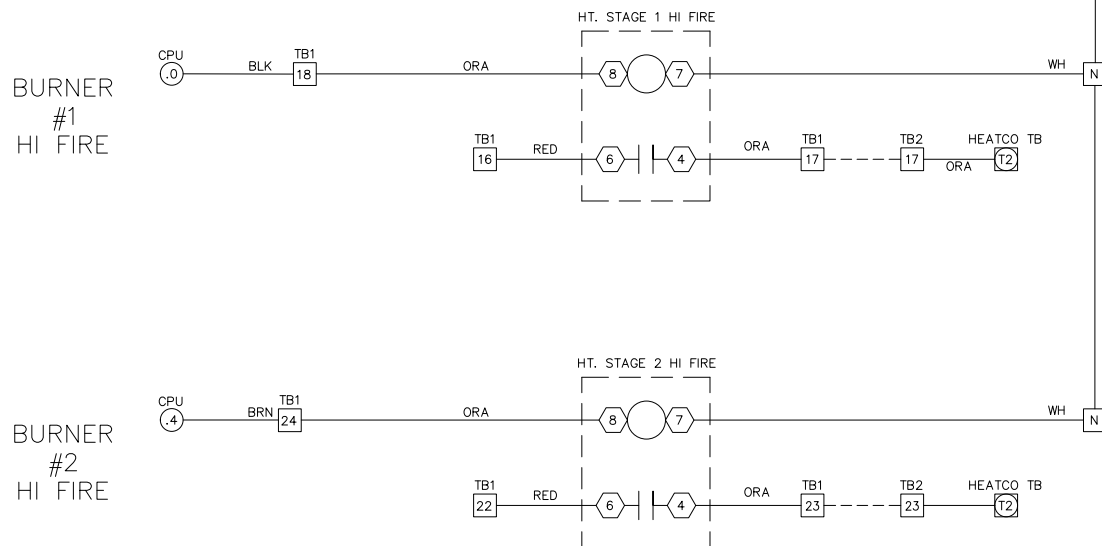 HT. STAGE 1 HI FIRE
BURNER
#1
HI FIRE
CPU
.0
BLK
TB1
18
ORA
8
7
WH
N
TB1
16
RED
6
4
ORA
TB1
17
TB2
17
ORA
HEATCO TB
T2
HT. STAGE 2 HI FIRE
BURNER
#2
HI FIRE
CPU
.4
BRN
TB1
24
ORA
8
7
WH
N
TB1
22
RED
6
4
ORA
TB1
23
TB2
23
HEATCO TB
T2